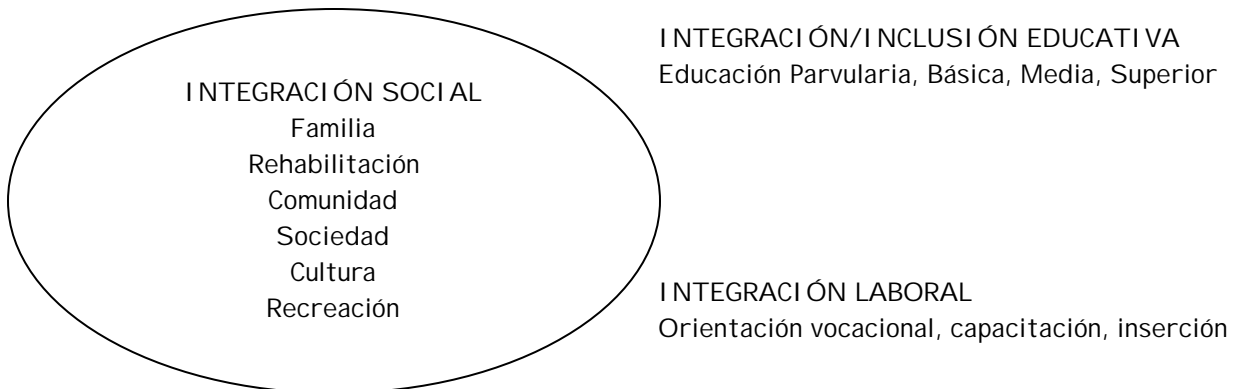 INTEGRACIÓN SOCIAL
Familia
Rehabilitación
Comunidad
Sociedad
Cultura
Recreación
INTEGRACIÓN/INCLUSIÓN EDUCATIVA
Educación Parvularia, Básica, Media, Superior
INTEGRACIÓN LABORAL
Orientación vocacional, capacitación, inserción